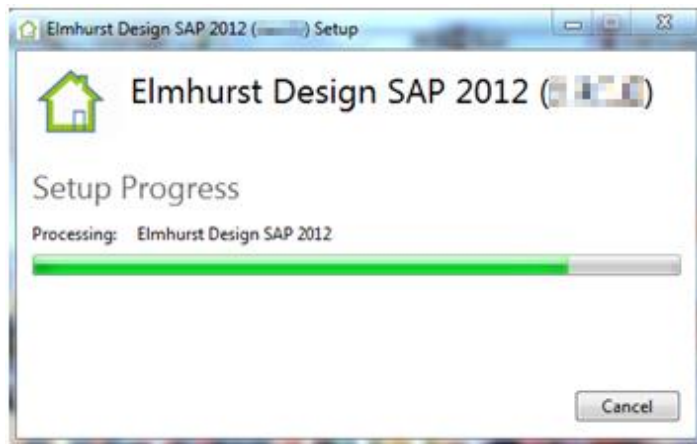 Elmhurst Design SAP 2012 ( ) Setup
Elmhurst Design SAP 2012 ( )
Setup Progress
Processing: Elmhurst Design SAP 2012
Cancel